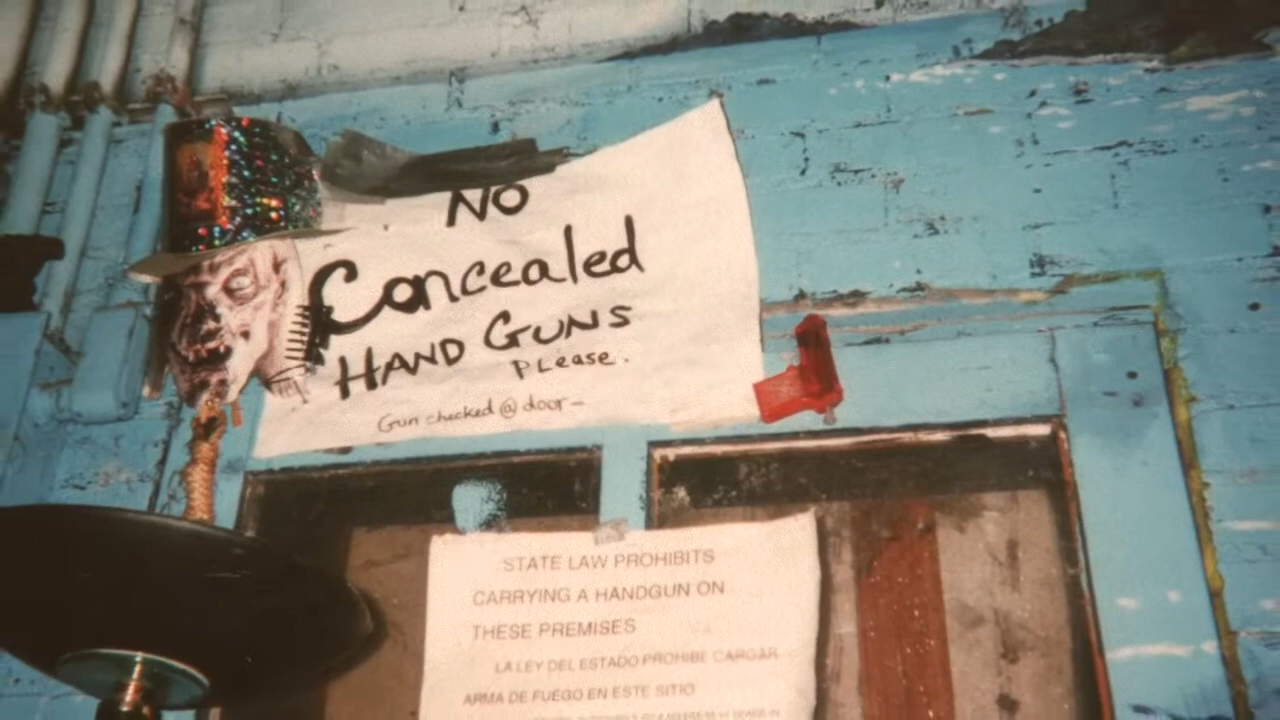 NO
Concealed
HAND GUNS
PLease.
Gun checked @ door-
STATE LAW PROHIBITS
CARRYING A HANDGUN ON
THESE PREMISES
LA LEY DEL ESTADO PROHIBE CARGAR
ARMA DE FUEGO EN ESTE SITIO